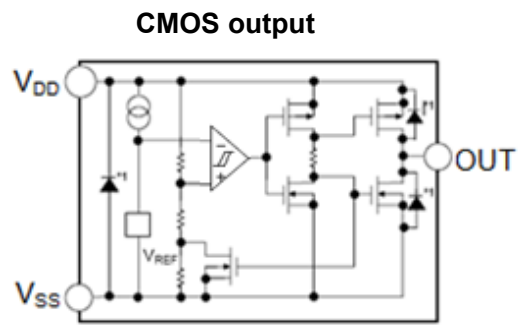 CMOS output
VDD
*1
*1
OUT
*1
VREF
VSS